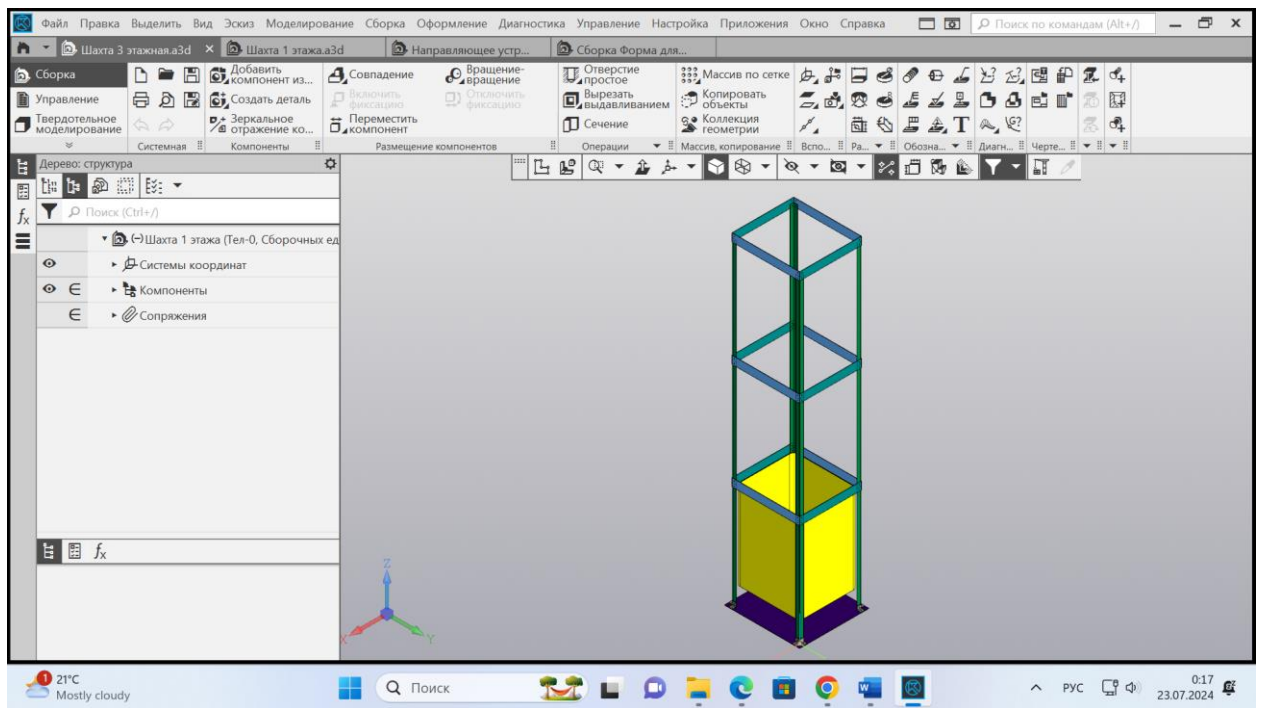 Файл Правка Выделить Вид Эскиз Моделирование Сборка Оформление Диагностика Управление Настройка Приложения Окно Справка Поиск по командам (Alt+/)
Шахта 3 этажная.a3d Шахта 1 этажа.a3d Направляющее устр... Сборка Форма для...
Сборка
Управление
Твердотельное
моделирование
Системная
Добавить
компонент из...
Создать деталь
Зеркальное
отражение ко...
Компоненты
Совпадение
Включить
фиксацию
Переместить
компонент
Вращение-
вращение
Отключить
фиксацию
Размещение компонентов
Отверстие
простое
Вырезать
выдавливанием
Сечение
Операции
Массив по сетке
Копировать
объекты
Коллекция
геометрии
Массив, копирование
Вспо...
Ра...
Обозна...
Диагн...
Черте...
Дерево: структура
Поиск (Ctrl+/)
(-)Шахта 1 этажа (Тел-0, Сборочных ед
Системы координат
Компоненты
Сопряжения
Z
X
Y
1
21°C
Mostly cloudy
Поиск
РУС
0:17
23.07.2024